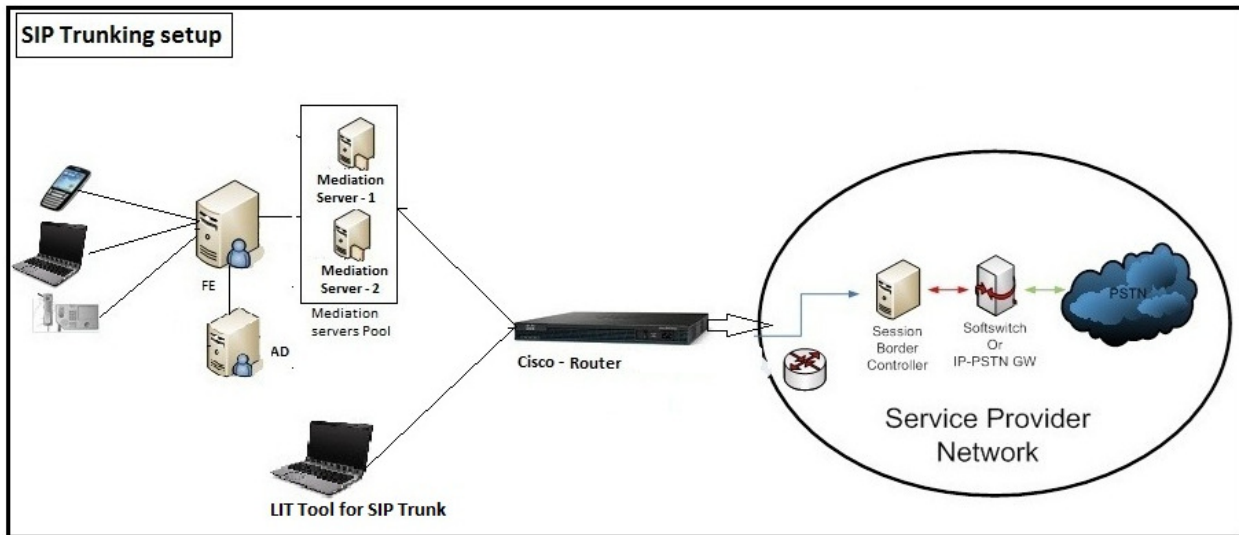 SIP Trunking setup
Mediation
Server - 1
Mediation
Server - 2
Mediation
servers Pool
FE
AD
LIT Tool for SIP Trunk
Cisco - Router
Session
Border
Controller
Softswitch
Or
IP-PSTN GW
PSTN
Service Provider
Network